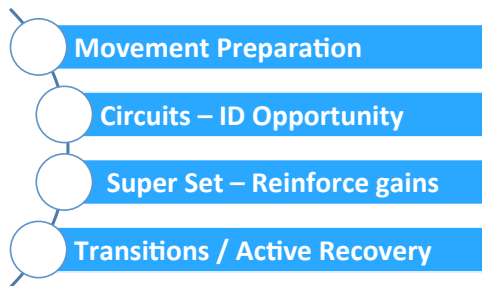 Movement Preparation
Circuits – ID Opportunity
Super Set – Reinforce gains
Transitions / Active Recovery